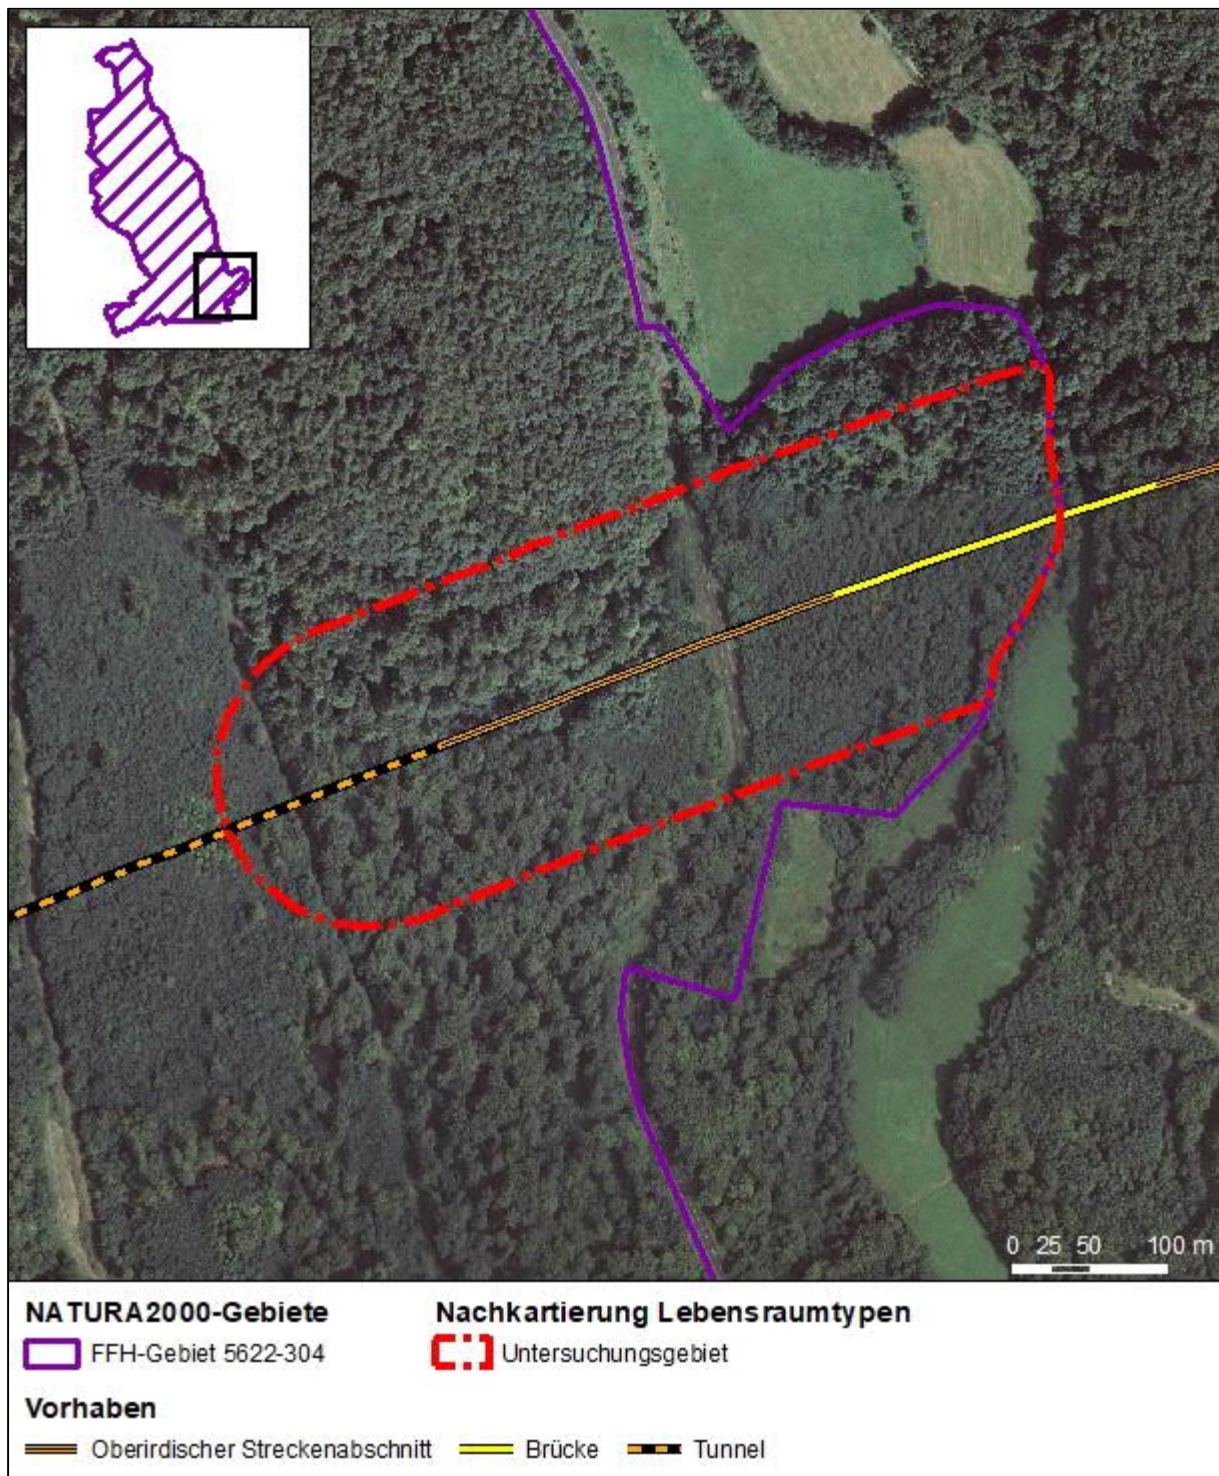 0 25 50 100 m
NATURA2000-Gebiete
FFH-Gebiet 5622-304
Nachkartierung Lebensraumtypen
Untersuchungsgebiet
Vorhaben
Oberirdischer Streckenabschnitt Brücke Tunnel